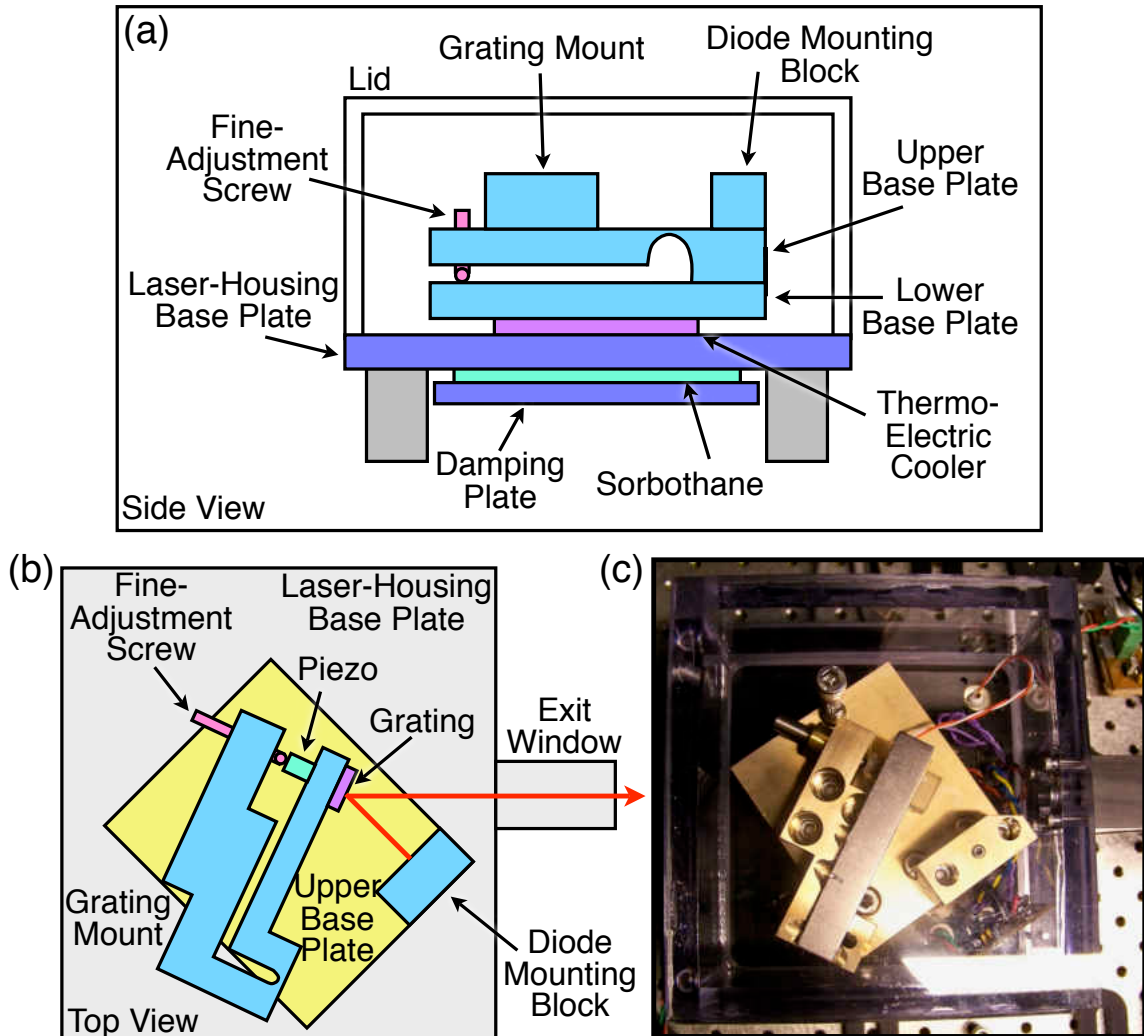 (a)
Grating Mount
Diode Mounting
Block
Lid
Fine-
Adjustment
Screw
Upper
Base Plate
Laser-Housing
Base Plate
Lower
Base Plate
Thermo-
Electric
Cooler
Damping
Plate
Sorbothane
Side View
(b)
Fine-
Adjustment
Screw
Laser-Housing
Base Plate
Piezo
Grating
Exit
Window
Grating
Mount
Upper
Base
Plate
Diode
Mounting
Block
Top View
(c)